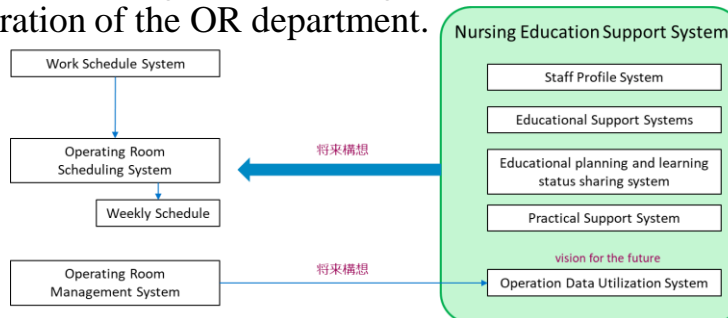 ration of the OR department.
Nursing Education Support System
Work Schedule System
Operating Room
Scheduling System
Weekly Schedule
Operating Room
Management System
将来構想
将来構想
Staff Profile System
Educational Support Systems
Educational planning and learning
status sharing system
Practical Support System
vision for the future
Operation Data Utilization System